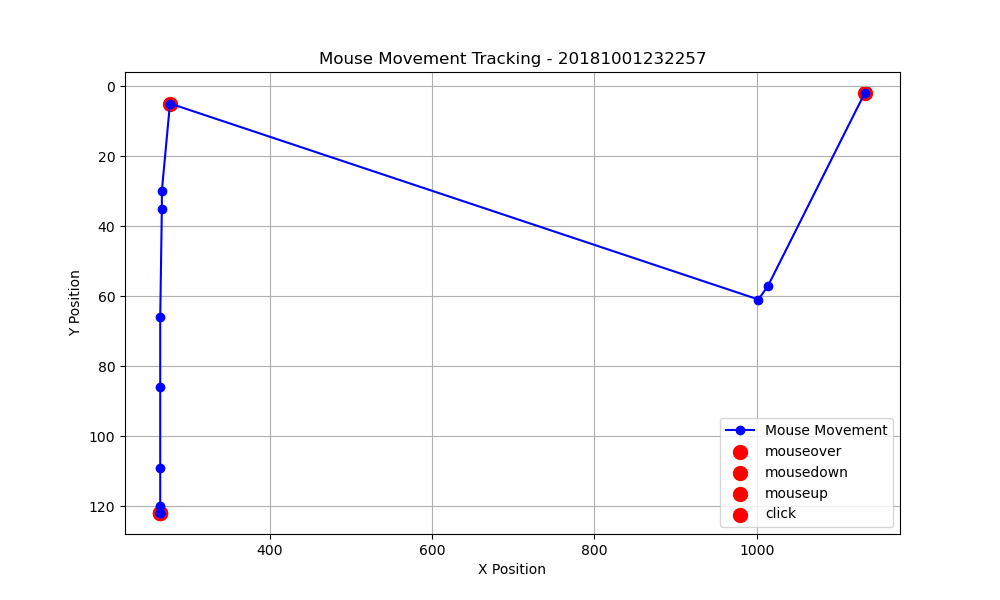 Mouse Movement Tracking - 20181001232257
0
20
40
60
80
100
120
Y Position
400
600
800
1000
X Position
Mouse Movement
mouseover
mousedown
mouseup
click